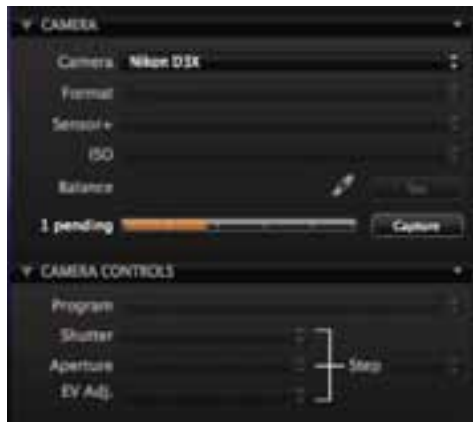 CAMERA
Camera Nikon D3X
Format
Sensor+
ISO
Balance
1 pending Capture
CAMERA CONTROLS
Program
Shutter
Aperture Step
EV Adj.